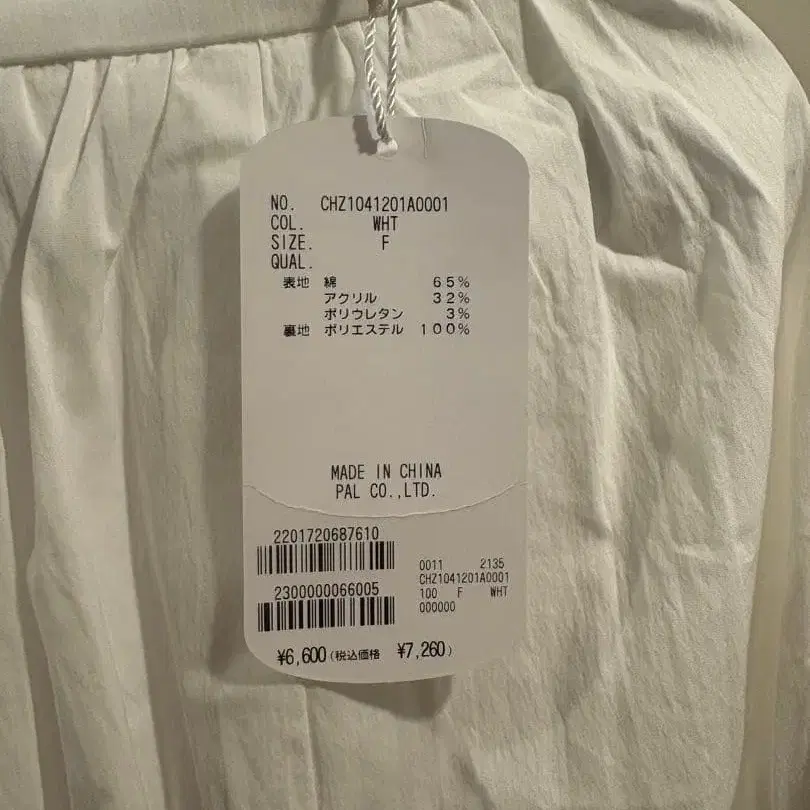 NO. CHZ1041201A0001
COL. WHT
SIZE. F
QUAL.
表地 綿 65%
アクリル 32%
ポリウレタン 3%
裏地 ポリエステル 100%
MADE IN CHINA
PAL CO.,LTD.
2201720687610
2300000066005
0011 2135
CHZ1041201A0001
100 F WHT
000000
¥6,600(税込価格 ¥7,260)